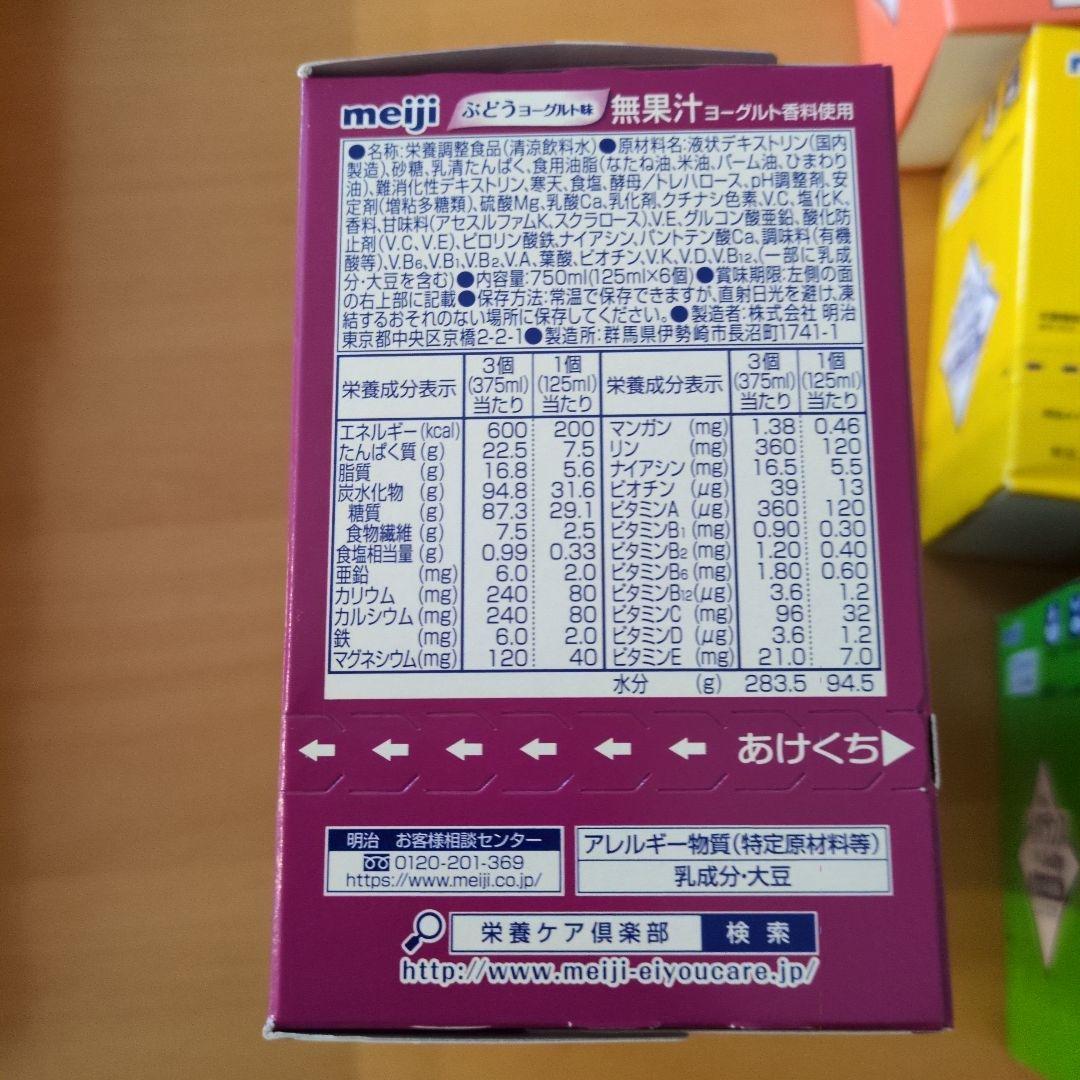 meiji ぶどうヨーグルト味 無果汁 ヨーグルト香料使用
●名称:栄養調整食品(清涼飲料水)●原材料名:液状デキストリン(国内
製造)、砂糖、乳清たんぱく、食用油脂(なたね油、米油、パーム油、ひまわり
油)、難消化性デキストリン、寒天、食塩、酵母/トレハロース、pH調整剤、安
定剤(増粘多糖類)、硫酸Mg、乳酸Ca、乳化剤、クチナシ色素、V.C、塩化K、
香料、甘味料(アセスルファムK、スクラロース)、V.E、グルコン酸亜鉛、酸化防
止剤(V.C、V.E)、ピロリン酸鉄、ナイアシン、パントテン酸Ca、調味料(有機
酸等)、V.B6、V.B1、V.B2、V.A、葉酸、ビオチン、V.K、V.D、V.B12、(一部に乳成
分・大豆を含む)●内容量:750ml(125ml×6個)●賞味期限:左側の面
の右上部に記載●保存方法:常温で保存できますが、直射日光を避け、凍
結するおそれのない場所に保存してください。●製造者:株式会社 明治
東京都中央区京橋2-2-1●製造所:群馬県伊勢崎市長沼町1741-1
栄養成分表示 3個(375ml)当たり 1個(125ml)当たり 栄養成分表示 3個(375ml)当たり 1個(125ml)当たり
エネルギー(kcal) 600 200 マンガン (mg) 1.38 0.46
たんぱく質(g) 22.5 7.5 リン (mg) 360 120
脂質 (g) 16.8 5.6 ナイアシン(mg) 16.5 5.5
炭水化物 (g) 94.8 31.6 ビオチン (μg) 39 13
糖質 (g) 87.3 29.1 ビタミンA (μg) 360 120
食物繊維 (g) 7.5 2.5 ビタミンB1(mg) 0.90 0.30
食塩相当量(g) 0.99 0.33 ビタミンB2(mg) 1.20 0.40
亜鉛 (mg) 6.0 2.0 ビタミンB6(mg) 1.80 0.60
カリウム (mg) 240 80 ビタミンB12(μg) 3.6 1.2
カルシウム(mg) 240 80 ビタミンC (mg) 96 32
鉄 (mg) 6.0 2.0 ビタミンD (μg) 3.6 1.2
マグネシウム(mg) 120 40 ビタミンE (mg) 21.0 7.0
水分 (g) 283.5 94.5
あけくち
明治 お客様相談センター
0120-201-369
https://www.meiji.co.jp/
アレルギー物質(特定原材料等)
乳成分・大豆
栄養ケア倶楽部 検索
http://www.meiji-eiyoucare.jp/